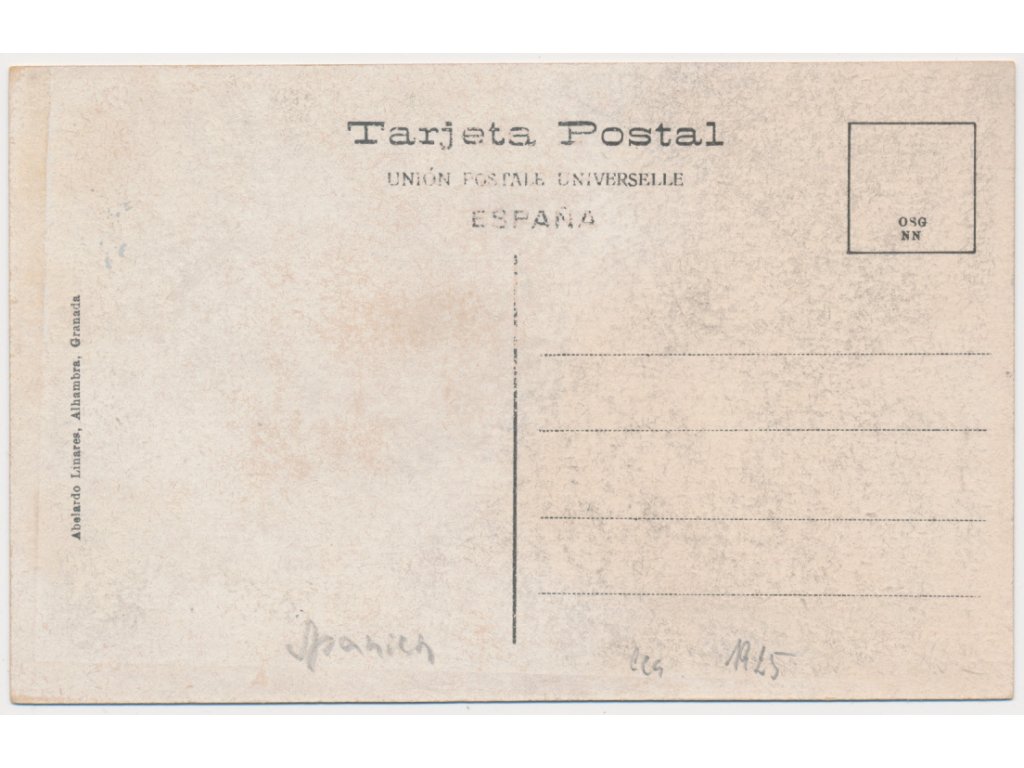 Tarjeta Postal
UNIÓN POSTALE UNIVERSELLE
ESPAÑA
OSG
NN
Abelardo Linares, Alhambra, Granada
Spanien
1925